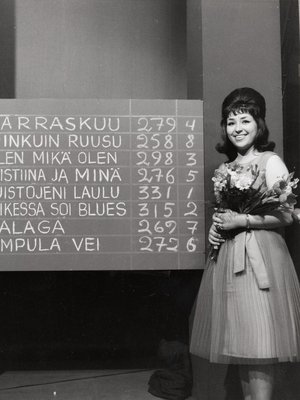 ARRASKUU 279 4
INKUIN RUUSU 258 8
LEN MIKÄ OLEN 298 3
ISTIINA JA MINÄ 276 5
UISTOJENI LAULU 331 1
IKESSA SOI BLUES 315 2
ALAGA 269 7
MPULA VEI 272 6